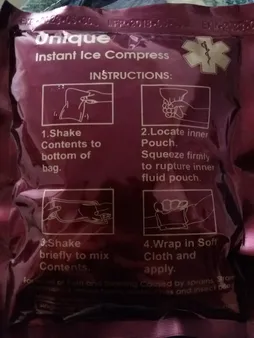 Unique
Instant Ice Compress
INSTRUCTIONS:
1.Shake
Contents to
bottom of
bag.
2.Locate inner
Pouch.
Squeeze firmly
to rupture inner
fluid pouch.
3.Shake
briefly to mix
Contents.
4.Wrap in Soft
Cloth and
apply.